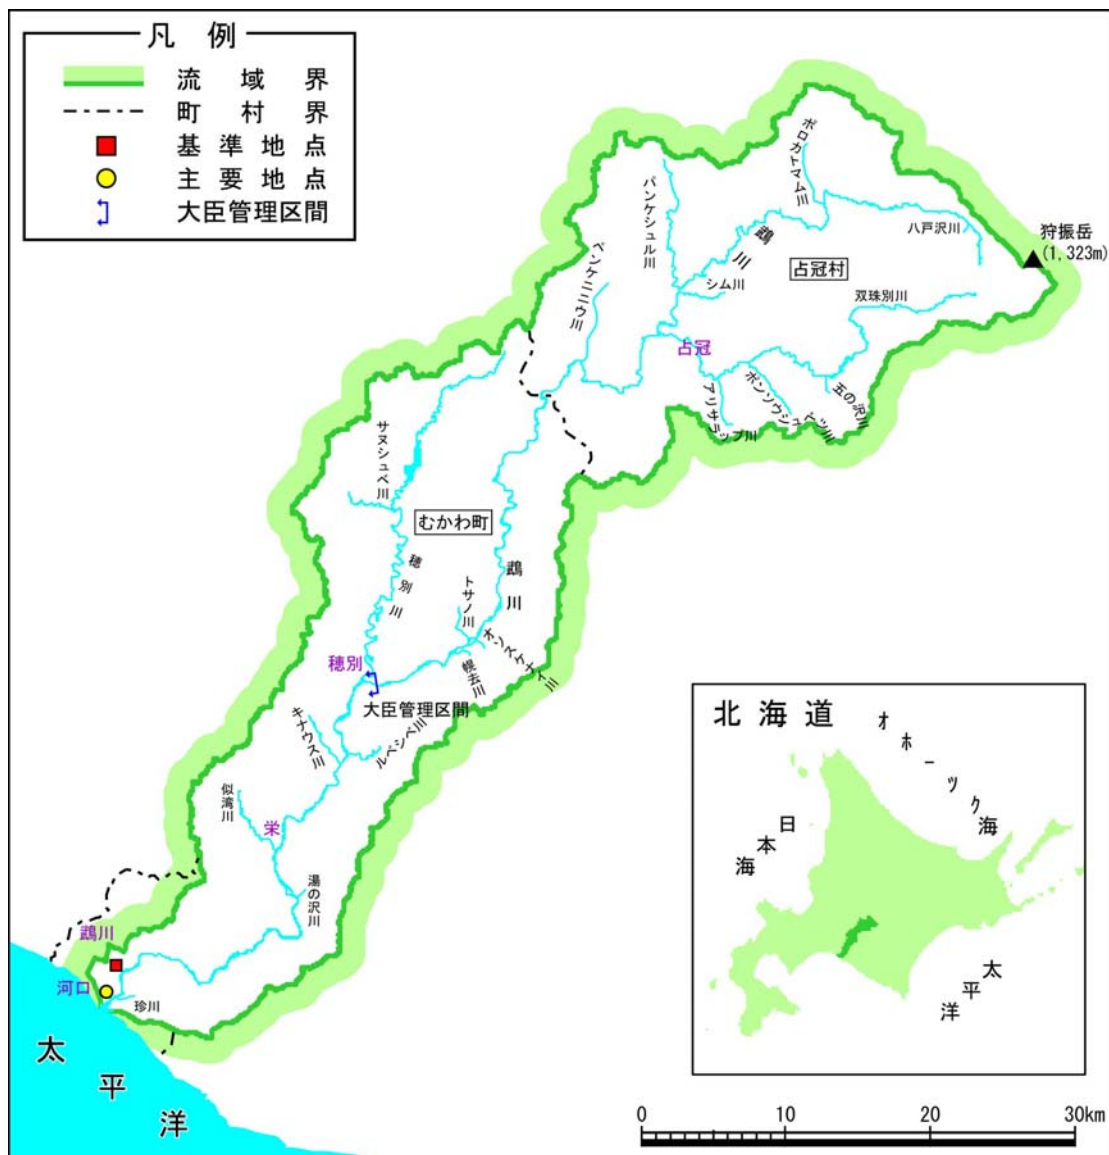 凡例
流域界
町村界
基準地点
主要地点
大臣管理区間
ポロカトマム川
パンケシュル川
鵡川
八戸沢川
狩振岳
(1,323m)
占冠村
シム川
ペンケニニウ川
双珠別川
占冠
アリサラップ川
ポンソウシュベツ川
五の沢川
サヌシュベ川
むかわ町
穂別川
鵡川
トサノ川
オンスケナイ川
穂別
幌去川
大臣管理区間
キナウス川
ルベシベ川
似湾川
栄
湯の沢川
鵡川
河口
珍川
太平洋
北海道
オホーツク海
日本海
太平洋
0 10 20 30km